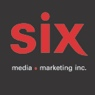 six
media + marketing inc.